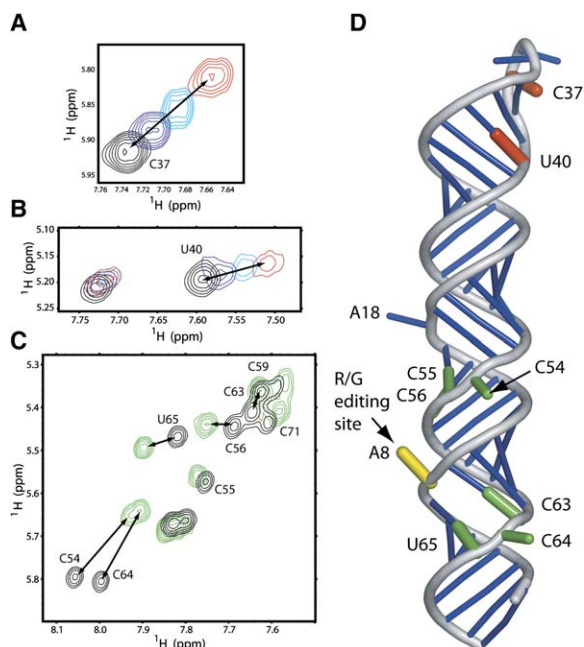 A
5.80
5.85
5.90
5.95
¹H (ppm)
C37
7.76 7.74 7.72 7.71 7.68 7.66 7.64
¹H (ppm)
B
5.10
5.15
5.20
5.25
¹H (ppm)
U40
7.75 7.70 7.60 7.55 7.50
¹H (ppm)
C
5.3
5.4
5.5
5.6
5.7
5.8
¹H (ppm)
C59
C63
U65
C56
C71
C55
C54
C64
8.1 8.0 7.9 7.8 7.7 7.6
¹H (ppm)
D
C37
U40
A18
C55
C56
C54
R/G
editing
site
A8
C63
C64
U65